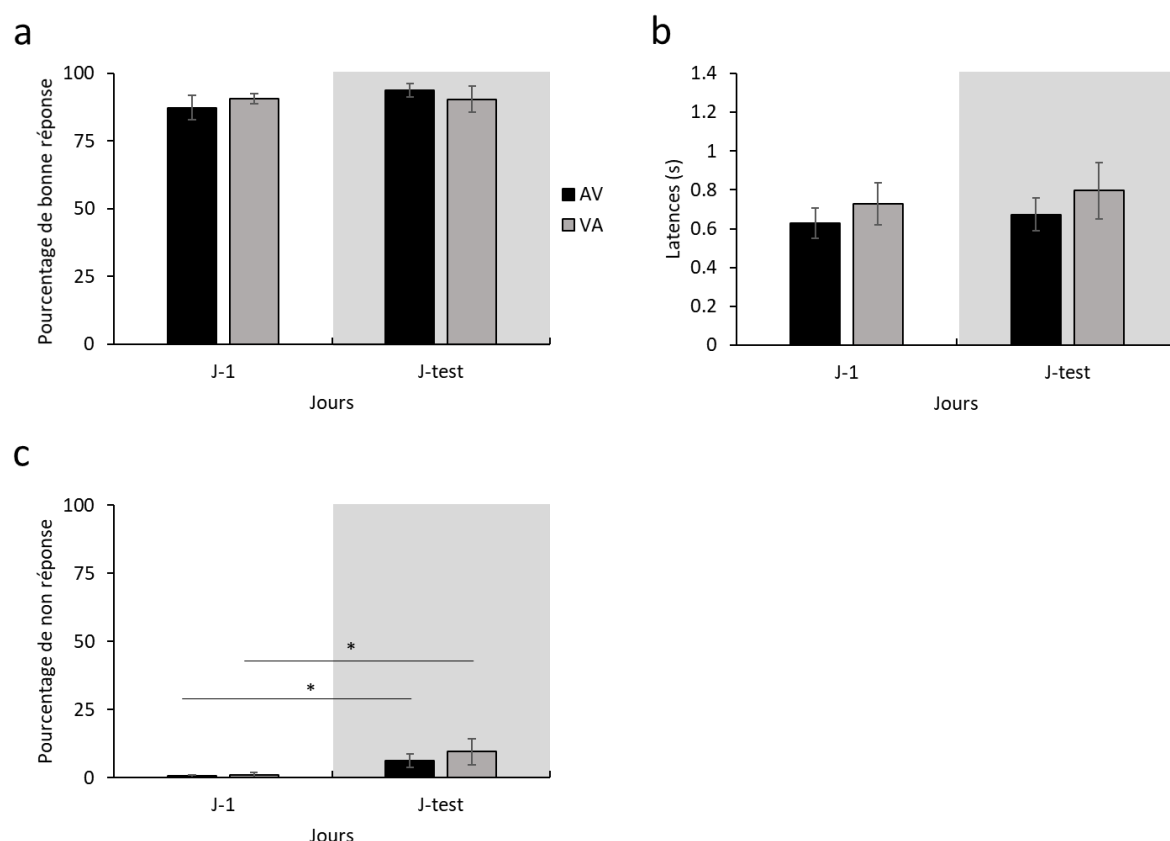 a
Pourcentage de bonne réponse
100
75
50
25
0
J-1
J-test
Jours
AV
VA
b
Latences (s)
1.4
1.2
1
0.8
0.6
0.4
0.2
0
J-1
J-test
Jours
c
Pourcentage de non réponse
100
75
50
25
0
*
*
J-1
J-test
Jours